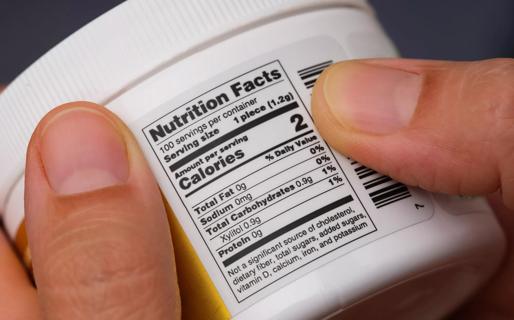 Nutrition Facts
100 servings per container
Serving size 1 piece (1.2g)
Amount per serving
Calories 2
% Daily Value
Total Fat 0g 0%
Sodium 0mg 0%
Total Carbohydrates 0.9g 1%
Xylitol 0.9g 1%
Protein 0g
Not a significant source of cholesterol,
dietary fiber, total sugars, added sugars,
vitamin D, calcium, iron, and potassium